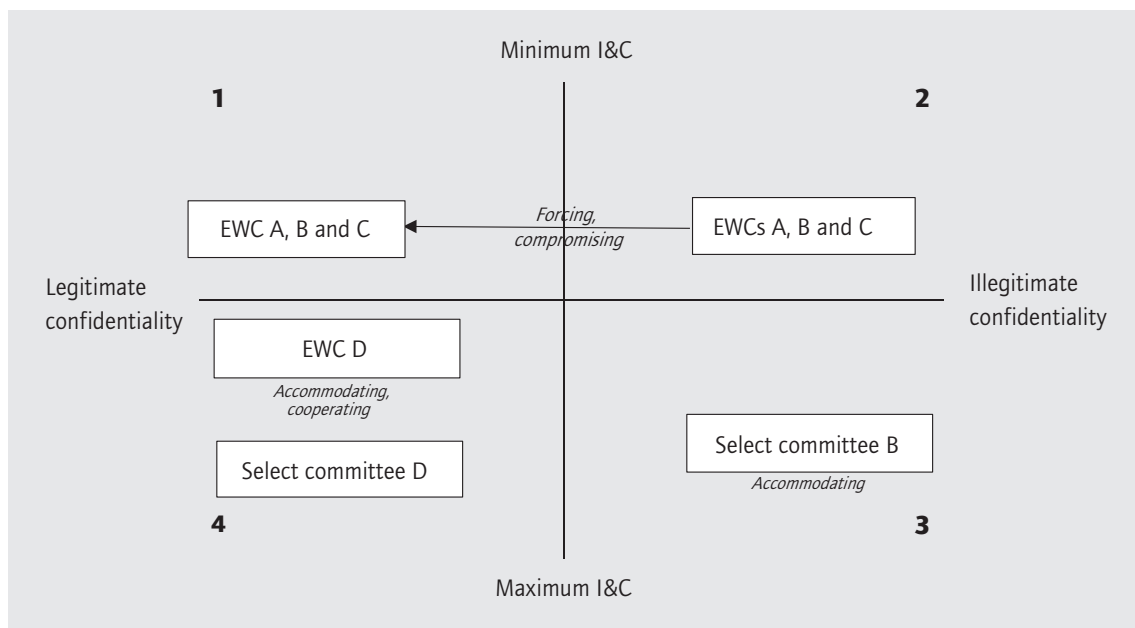 Minimum I&C
1
2
EWC A, B and C
Forcing,
compromising
EWCs A, B and C
Legitimate
confidentiality
Illegitimate
confidentiality
EWC D
Accommodating,
cooperating
Select committee D
Select committee B
Accommodating
4
3
Maximum I&C